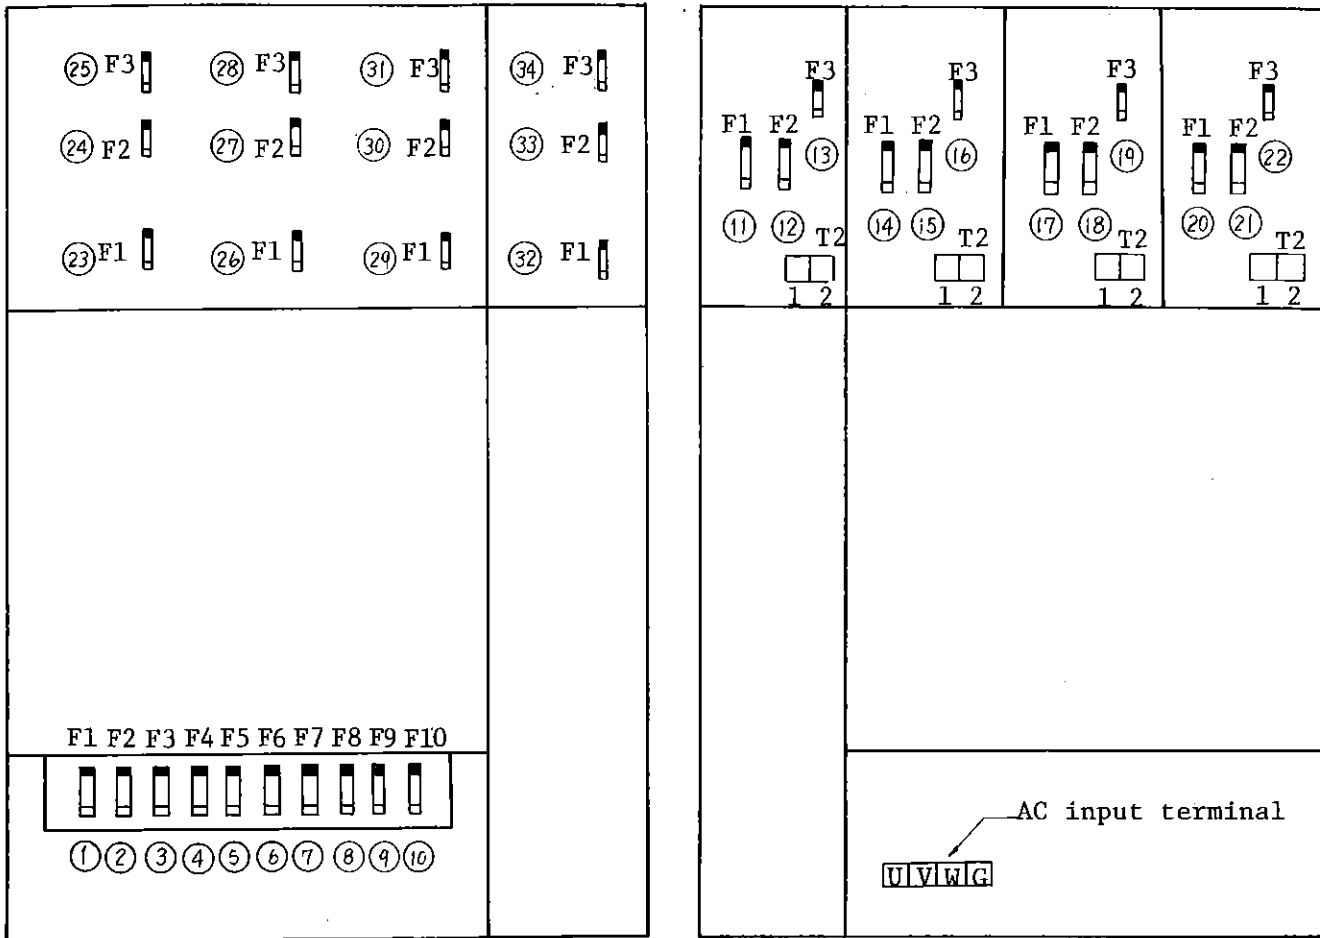 25 F3 28 F3 31 F3 34 F3
24 F2 27 F2 30 F2 33 F2
23 F1 26 F1 29 F1 32 F1
F1 F2 F3 F4 F5 F6 F7 F8 F9 F10
1 2 3 4 5 6 7 8 9 10
F3 F3 F3 F3
F1 F2 F1 F2 F1 F2 F1 F2
13 16 19 22
11 12 14 15 17 18 20 21
T2 T2 T2 T2
1 2 1 2 1 2 1 2
AC input terminal
U V W G